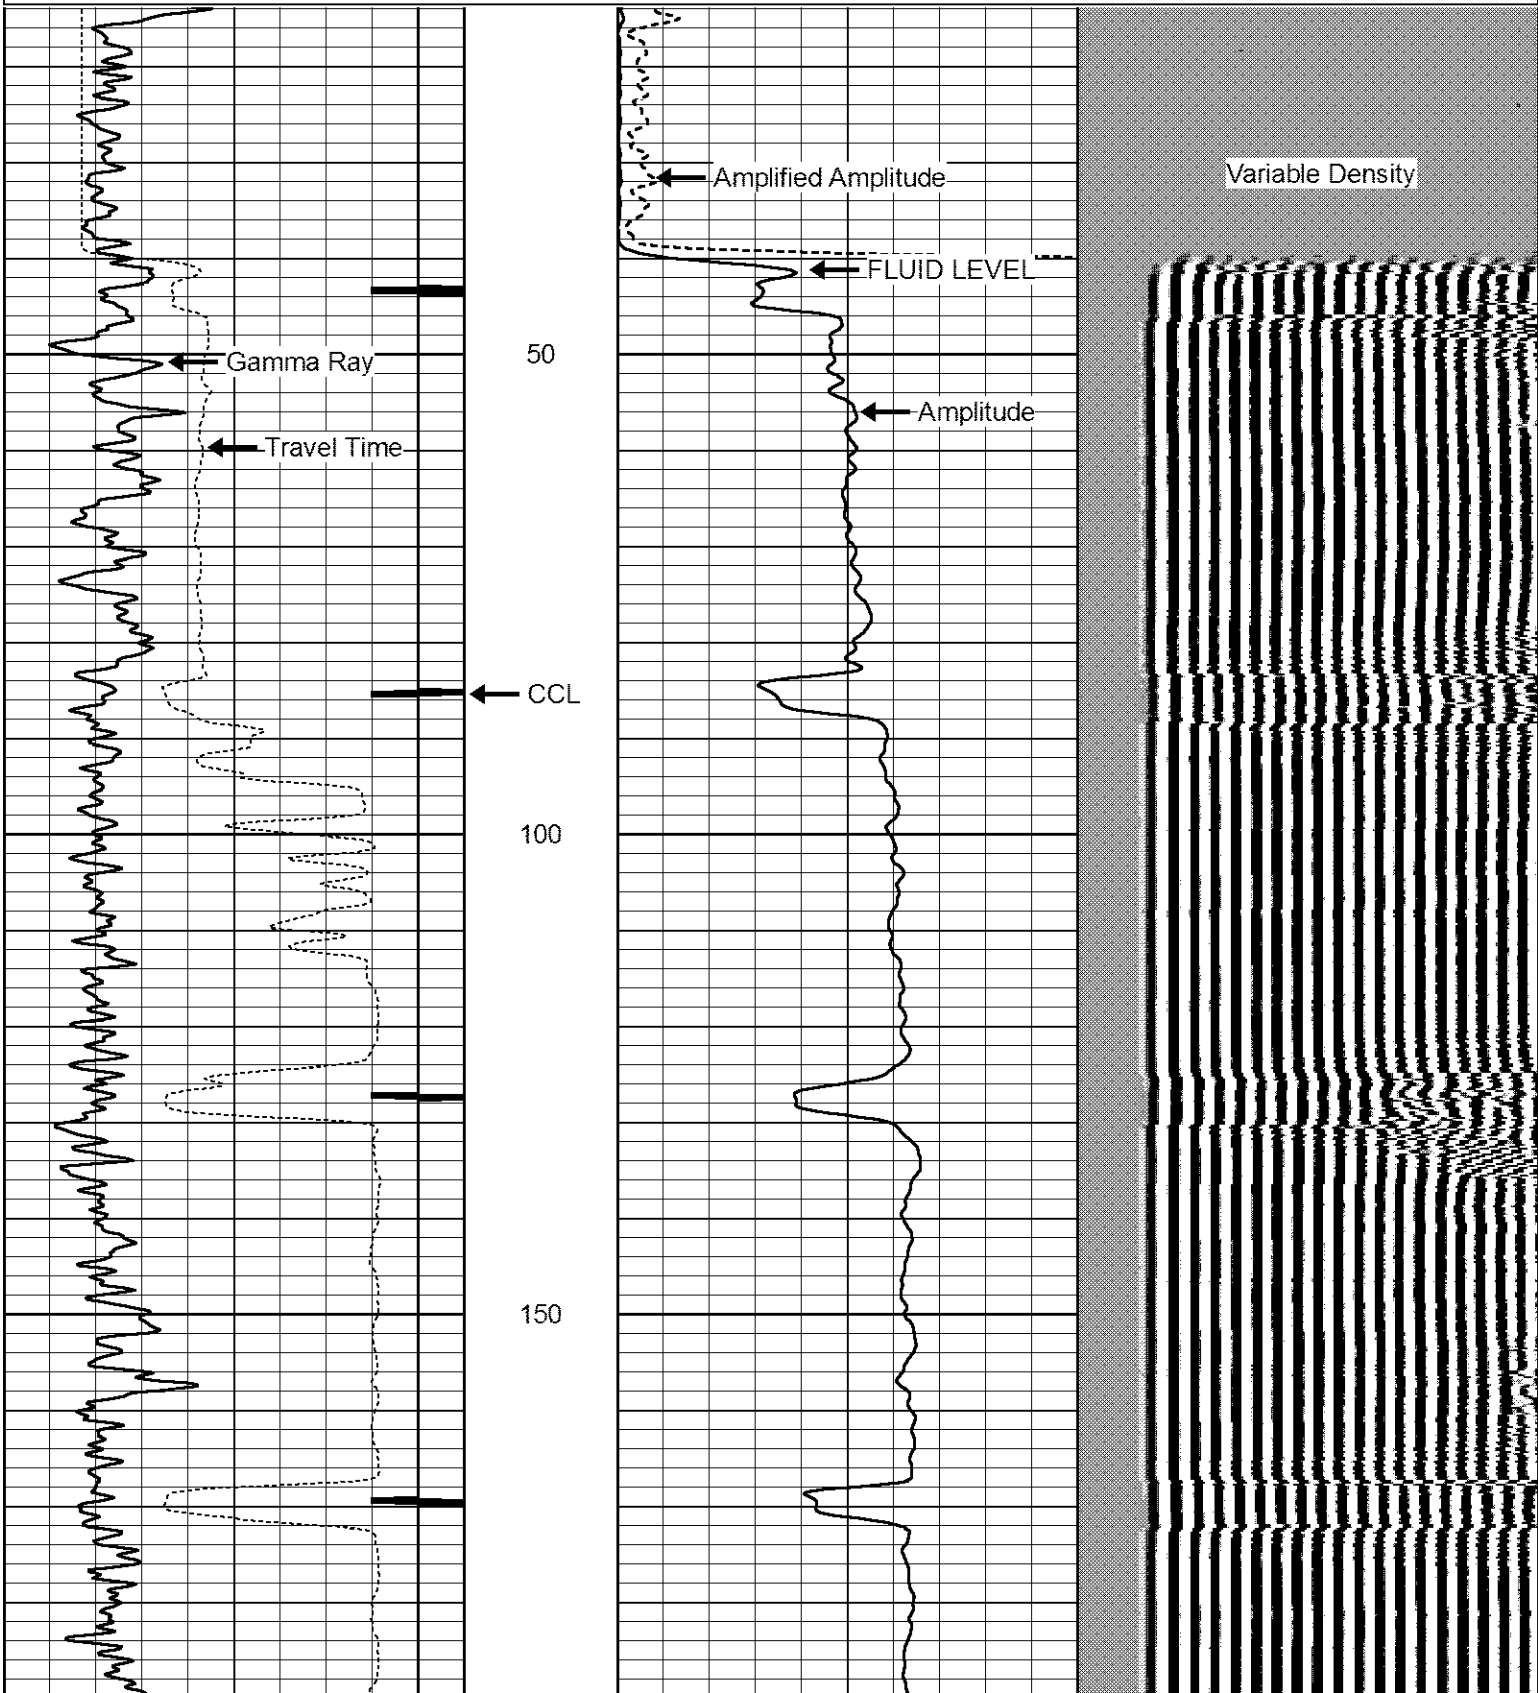 Variable Density
Amplified Amplitude
FLUID LEVEL
50
Gamma Ray
Amplitude
Travel Time
CCL
100
150